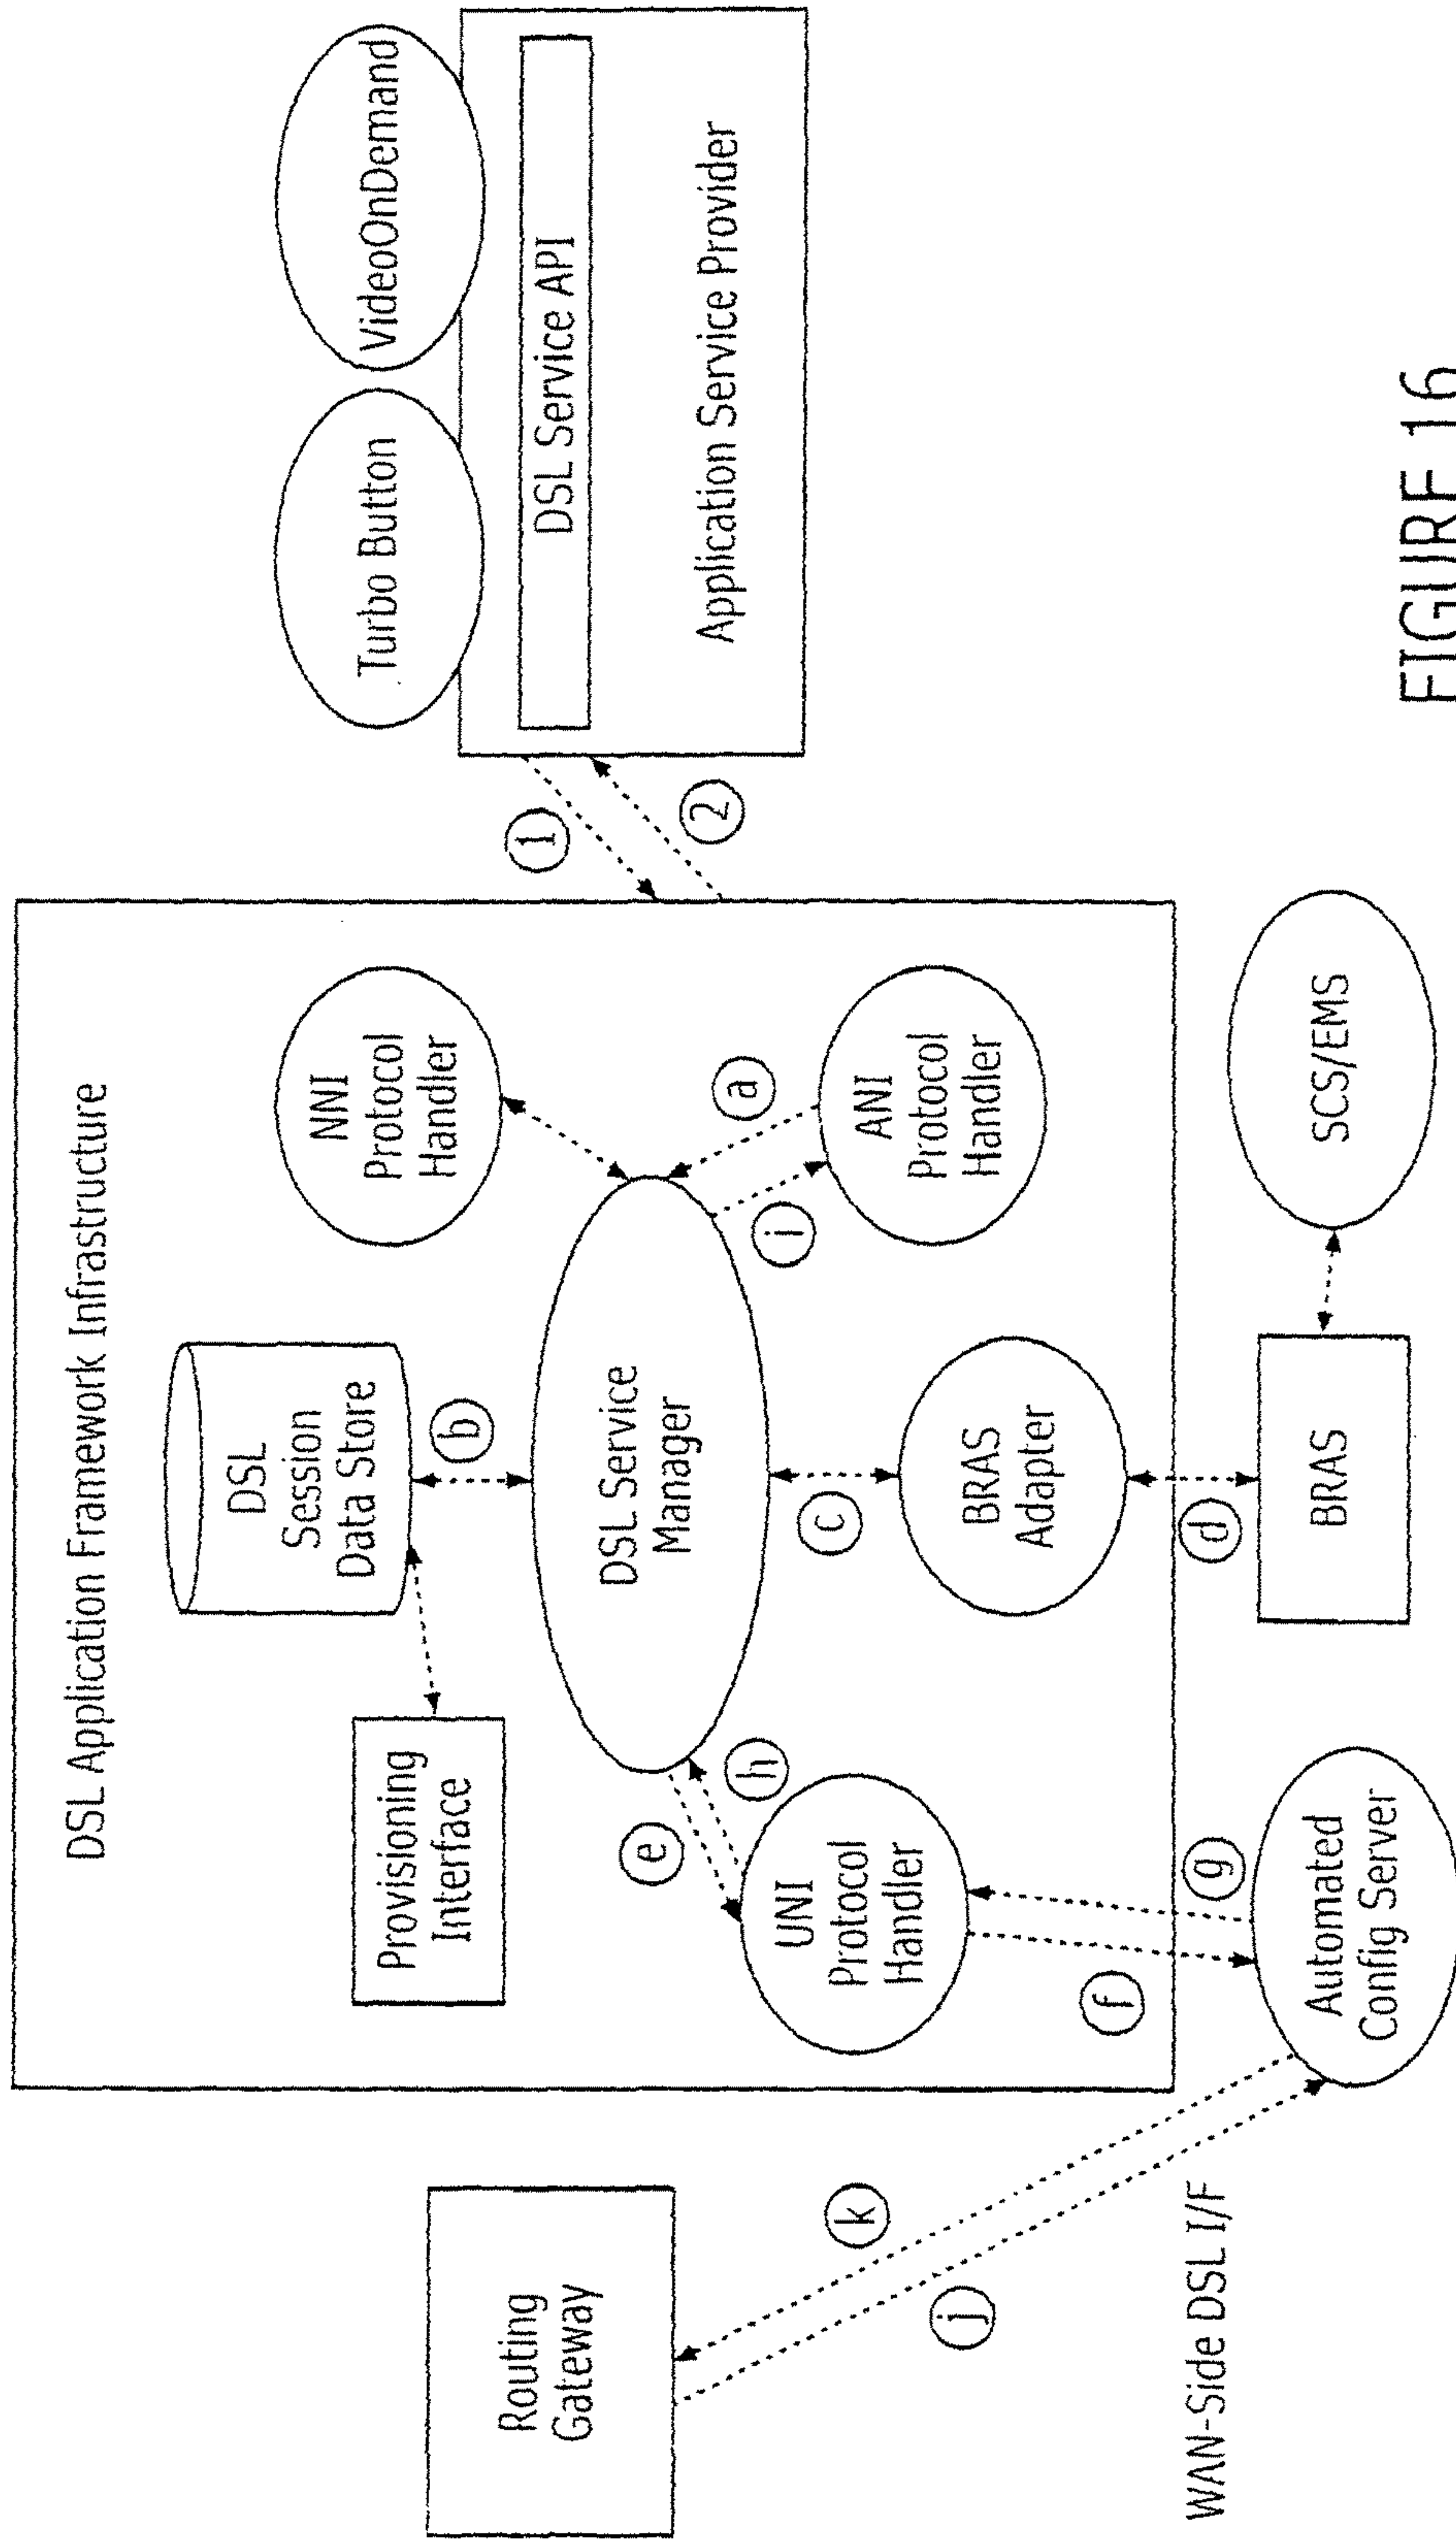 DSL Application Framework Infrastructure
Turbo Button
VideoOnDemand
DSL Service API
Application Service Provider
1
2
Routing
Gateway
Provisioning
Interface
DSL
Session
Data Store
b
NNI
Protocol
Handler
DSL Service
Manager
a
i
ANI
Protocol
Handler
e
h
UNI
Protocol
Handler
c
BRAS
Adapter
k
j
f
g
d
WAN-Side DSL I/F
Automated
Config Server
BRAS
SCS/EMS
FIGURE 16